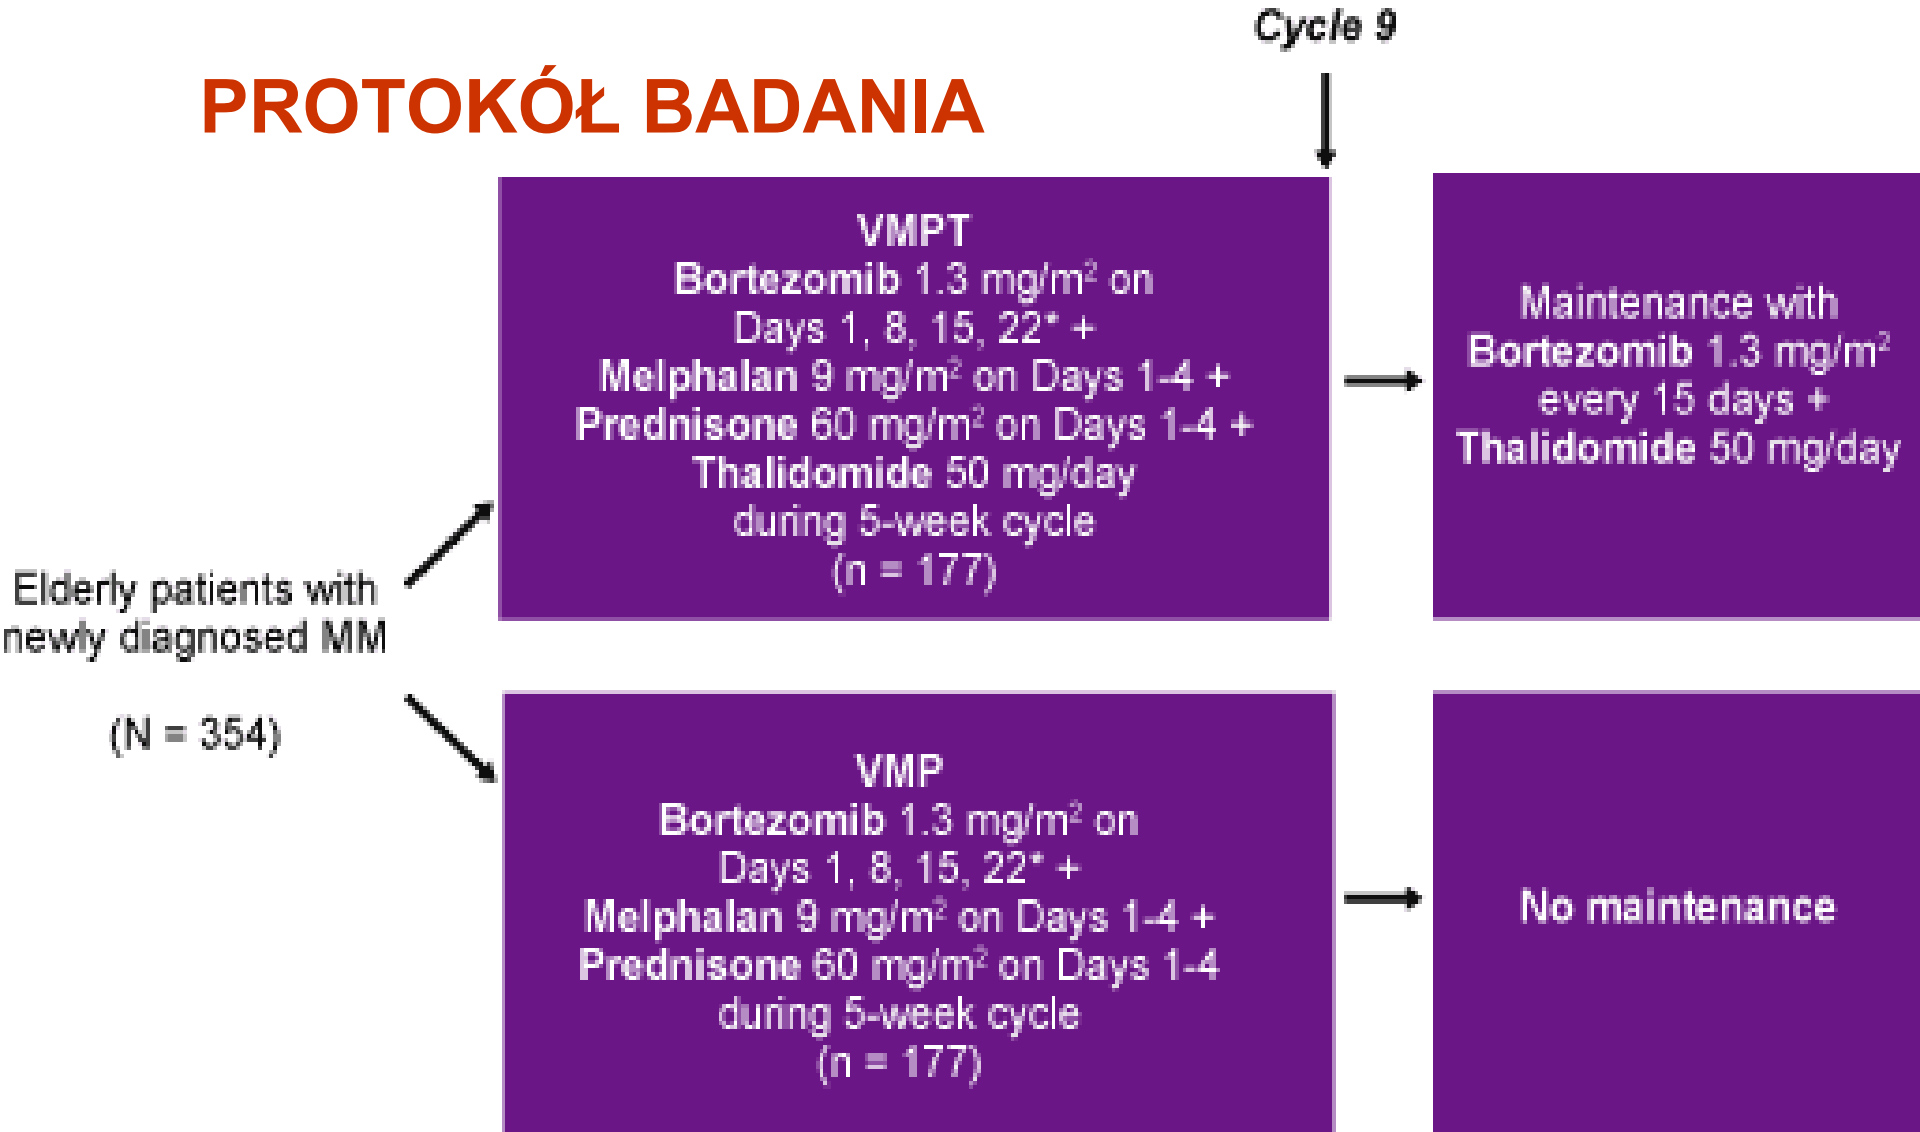 Cycle 9
PROTOKÓŁ BADANIA
VMPT
Bortezomib 1.3 mg/m² on
Days 1, 8, 15, 22* +
Melphalan 9 mg/m² on Days 1-4 +
Prednisone 60 mg/m² on Days 1-4 +
Thalidomide 50 mg/day
during 5-week cycle
(n = 177)
Maintenance with
Bortezomib 1.3 mg/m²
every 15 days +
Thalidomide 50 mg/day
Elderly patients with
newly diagnosed MM
(N = 354)
VMP
Bortezomib 1.3 mg/m² on
Days 1, 8, 15, 22* +
Melphalan 9 mg/m² on Days 1-4 +
Prednisone 60 mg/m² on Days 1-4
during 5-week cycle
(n = 177)
No maintenance